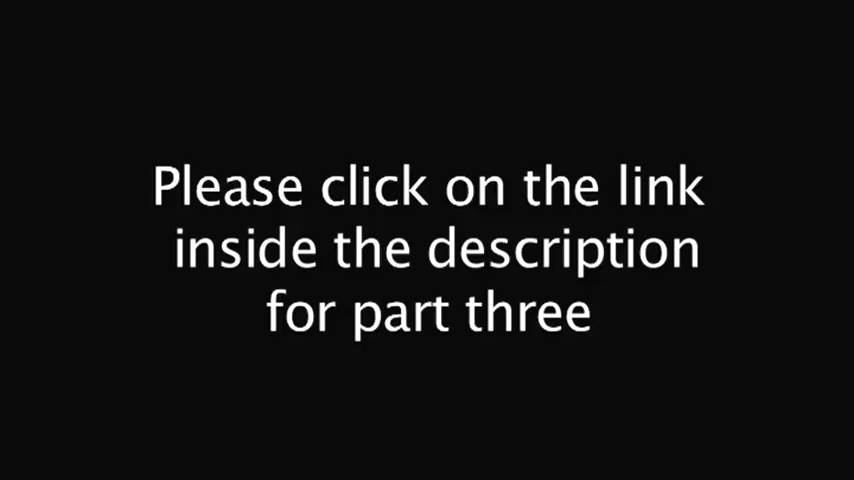 Please click on the link
inside the description
for part three